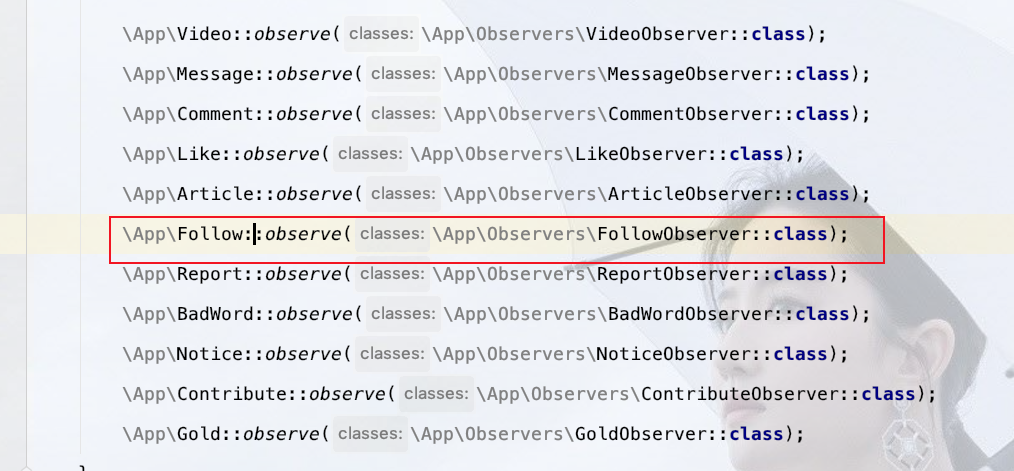 \App\Video::observe( classes: \App\Observers\VideoObserver::class);
\App\Message::observe( classes: \App\Observers\MessageObserver::class);
\App\Comment::observe( classes: \App\Observers\CommentObserver::class);
\App\Like::observe( classes: \App\Observers\LikeObserver::class);
\App\Article::observe( classes: \App\Observers\ArticleObserver::class);
\App\Follow::observe( classes: \App\Observers\FollowObserver::class);
\App\Report::observe( classes: \App\Observers\ReportObserver::class);
\App\BadWord::observe( classes: \App\Observers\BadWordObserver::class);
\App\Notice::observe( classes: \App\Observers\NoticeObserver::class);
\App\Contribute::observe( classes: \App\Observers\ContributeObserver::class);
\App\Gold::observe( classes: \App\Observers\GoldObserver::class);
}